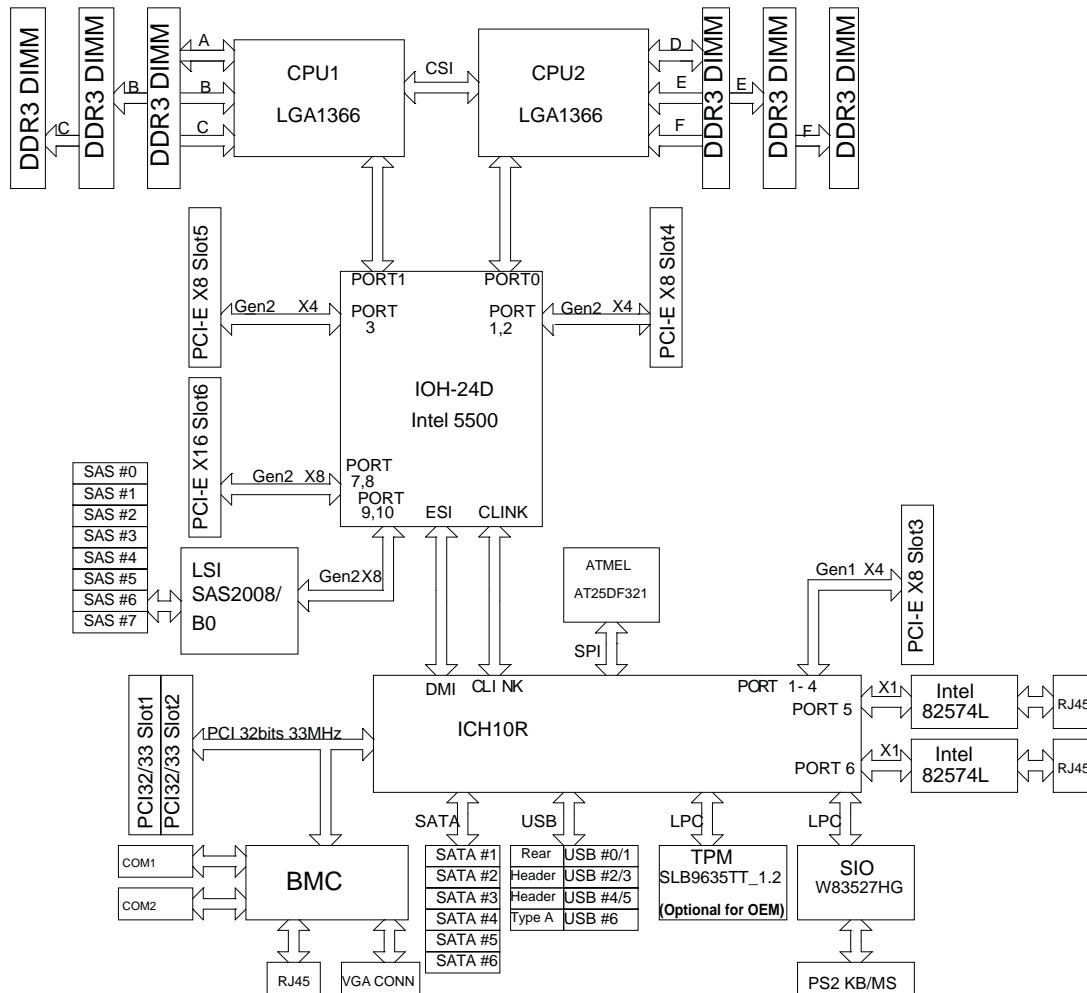 DDR3 DIMM
DDR3 DIMM
DDR3 DIMM
A
B
B
C
C
CPU1
LGA1366
CSI
CPU2
LGA1366
D
E
E
F
F
DDR3 DIMM
DDR3 DIMM
DDR3 DIMM
PCI-E X8 Slot5
Gen2 X4
PORT1
PORT
3
PORT0
PORT
1,2
Gen2 X4
PCI-E X8 Slot4
IOH-24D
Intel 5500
PCI-E X16 Slot6
Gen2 X8
PORT
7,8
PORT
9,10
ESI
CLINK
SAS #0
SAS #1
SAS #2
SAS #3
SAS #4
SAS #5
SAS #6
SAS #7
LSI
SAS2008/
B0
Gen2X8
ATMEL
AT25DF321
SPI
Gen1 X4
PCI-E X8 Slot3
PCI32/33 Slot1
PCI32/33 Slot2
PCI 32bits 33MHz
DMI
CLINK
PORT 1-4
ICH10R
PORT 5
X1
Intel
82574L
RJ45
PORT 6
X1
Intel
82574L
RJ45
SATA
USB
LPC
LPC
COM1
COM2
BMC
RJ45
VGA CONN
SATA #1
SATA #2
SATA #3
SATA #4
SATA #5
SATA #6
Rear USB #0/1
Header USB #2/3
Header USB #4/5
Type A USB #6
TPM
SLB9635TT_1.2
(Optional for OEM)
SIO
W83527HG
PS2 KB/MS